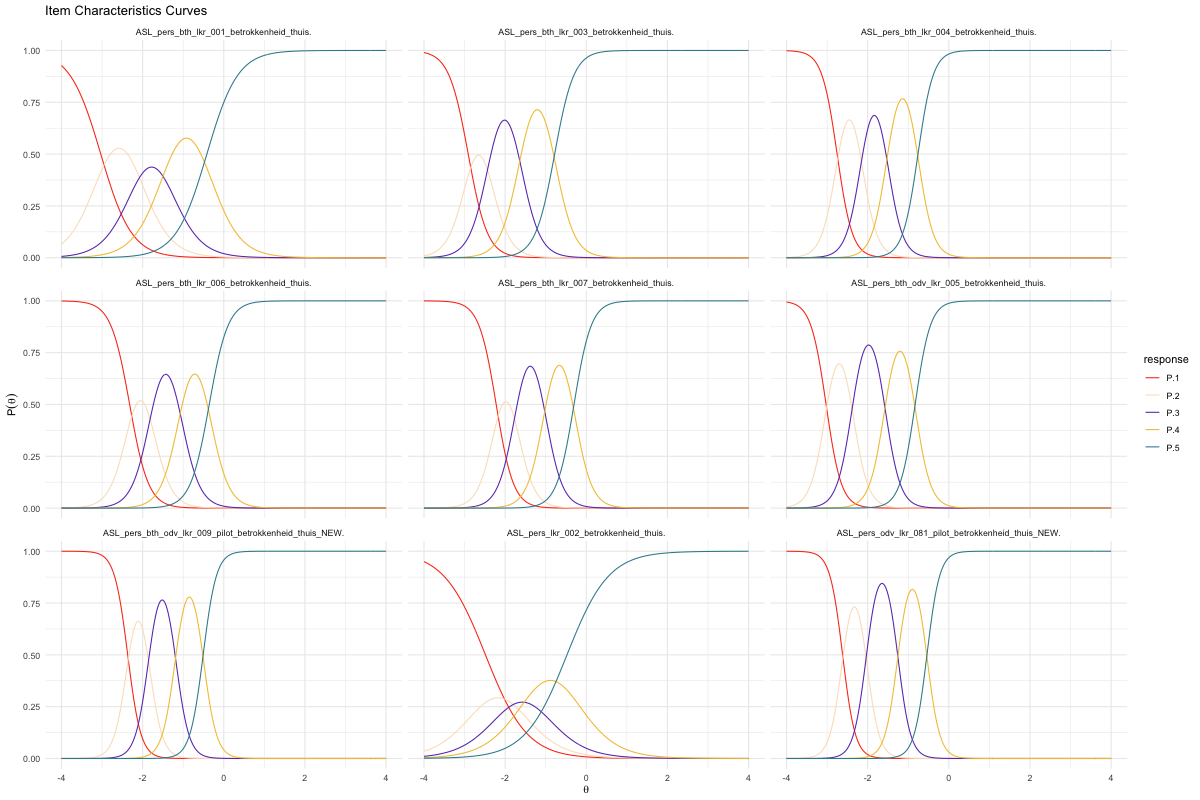 Item Characteristics Curves
ASL_pers_bth_lkr_001_betrokkenheid_thuis.
ASL_pers_bth_lkr_003_betrokkenheid_thuis.
ASL_pers_bth_lkr_004_betrokkenheid_thuis.
1.00
0.75
0.50
0.25
0.00
ASL_pers_bth_lkr_006_betrokkenheid_thuis.
ASL_pers_bth_lkr_007_betrokkenheid_thuis.
ASL_pers_bth_odv_lkr_005_betrokkenheid_thuis.
1.00
0.75
0.50
0.25
0.00
P(θ)
ASL_pers_bth_odv_lkr_009_pilot_betrokkenheid_thuis_NEW.
ASL_pers_lkr_002_betrokkenheid_thuis.
ASL_pers_odv_lkr_081_pilot_betrokkenheid_thuis_NEW.
1.00
0.75
0.50
0.25
0.00
-4 -2 0 2 4
-4 -2 0 2 4
-4 -2 0 2 4
θ
response
P.1
P.2
P.3
P.4
P.5